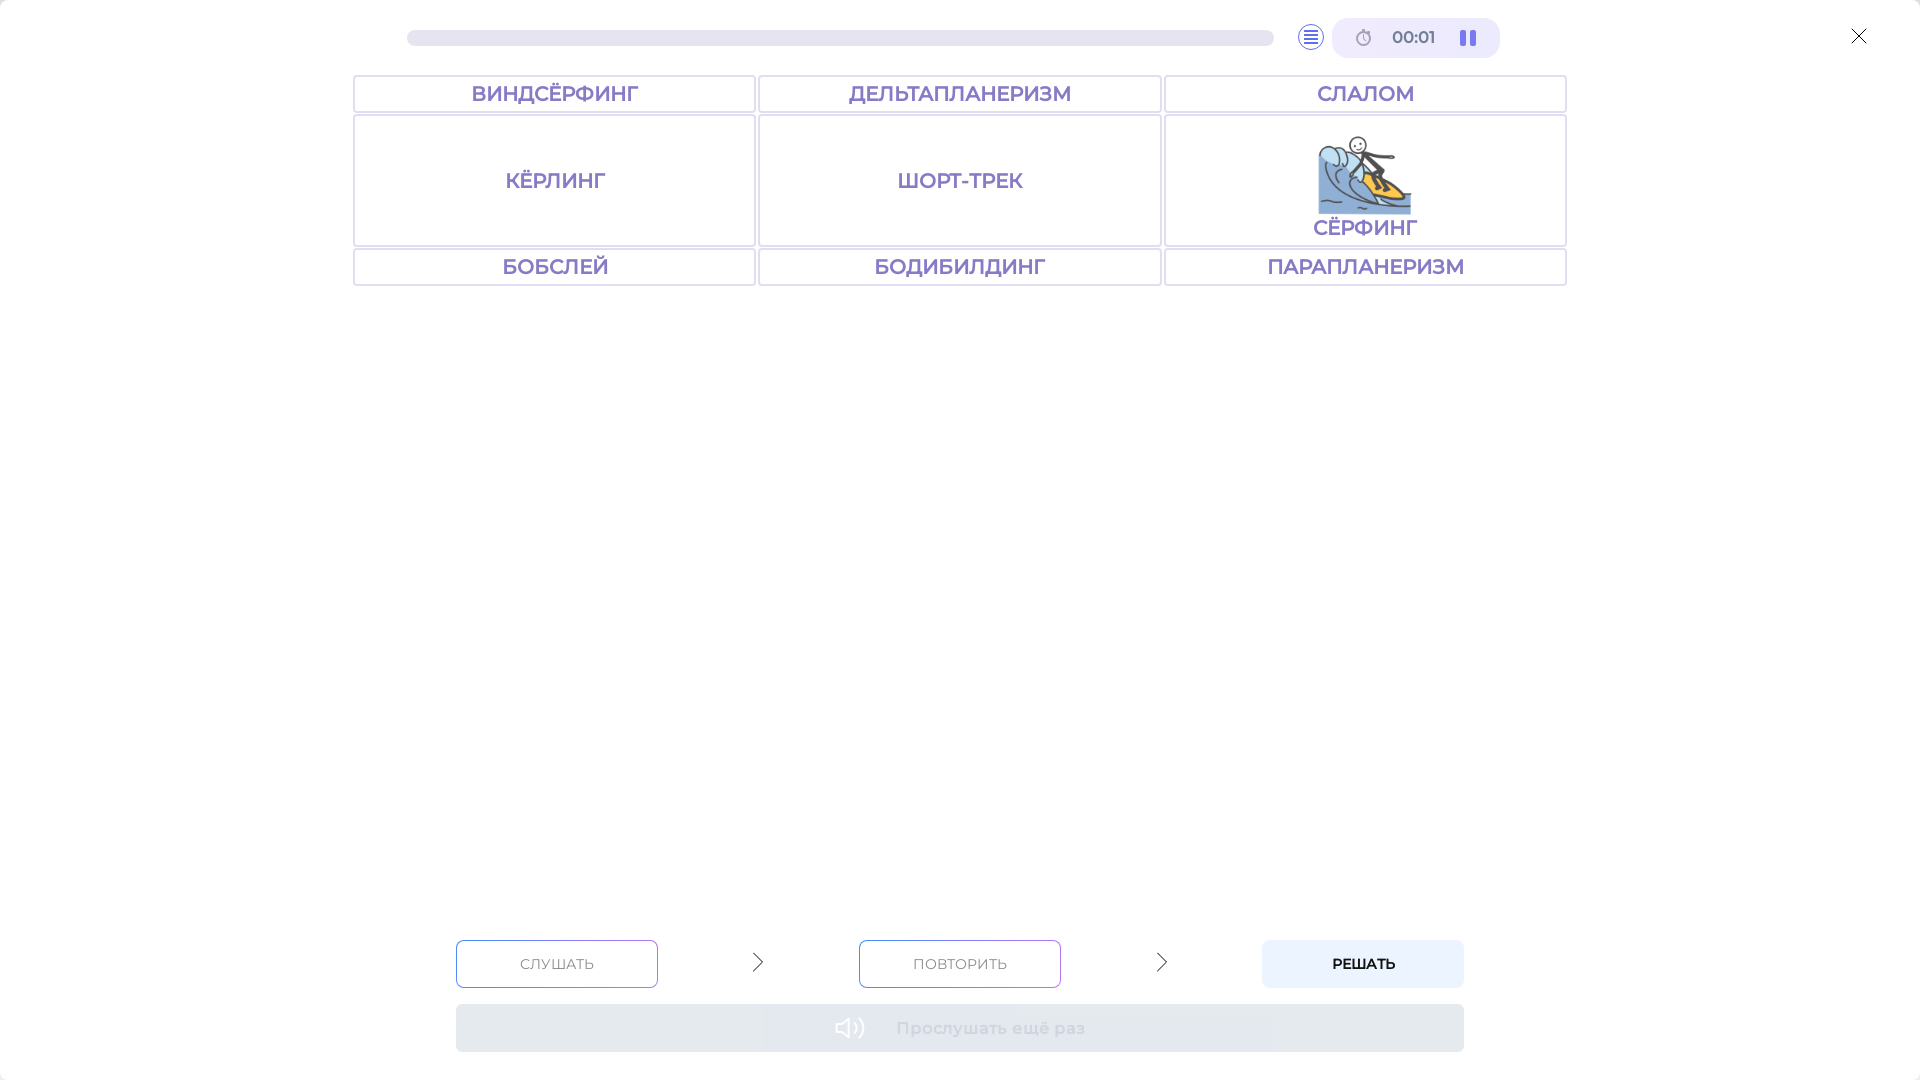 00:01
ВИНДСЁРФИНГ ДЕЛЬТАПЛАНЕРИЗМ СЛАЛОМ
КЁРЛИНГ ШОРТ-ТРЕК
СЁРФИНГ
БОБСЛЕЙ БОДИБИЛДИНГ ПАРАПЛАНЕРИЗМ
СЛУШАТЬ ПОВТОРИТЬ РЕШАТЬ
Прослушать ещё раз